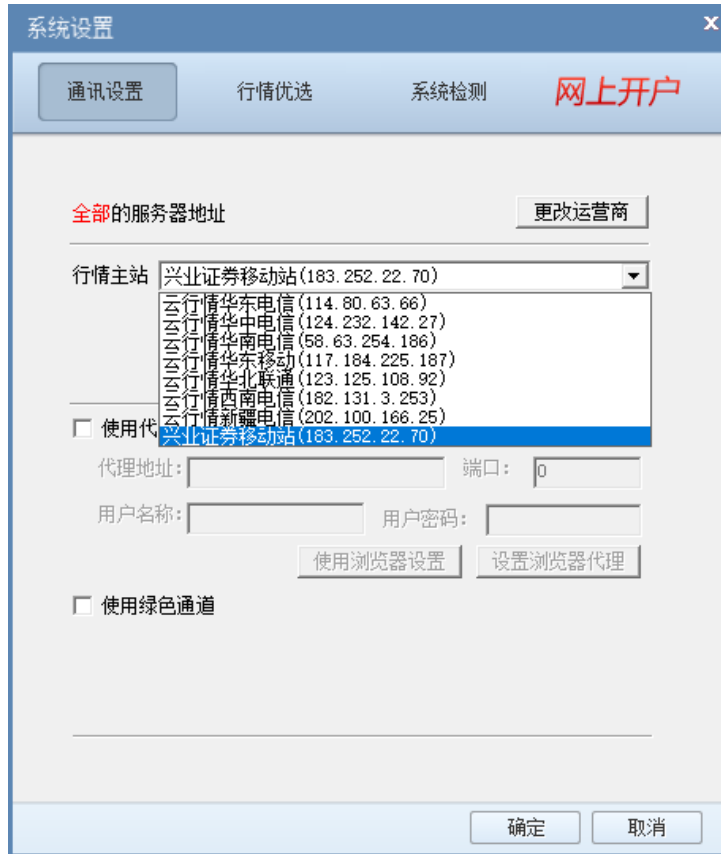 系统设置
x
通讯设置 行情优选 系统检测 网上开户
全部的服务器地址 更改运营商
行情主站 兴业证券移动站(183.252.22.70)
云行情华东电信(114.80.63.66)
云行情华中电信(124.232.142.27)
云行情华南电信(58.63.254.186)
云行情华东移动(117.184.225.187)
云行情华北联通(123.125.108.92)
云行情西南电信(182.131.3.253)
云行情新疆电信(202.100.166.25)
兴业证券移动站(183.252.22.70)
使用代
代理地址: 端口: 0
用户名称: 用户密码:
使用浏览器设置 设置浏览器代理
使用绿色通道
确定 取消